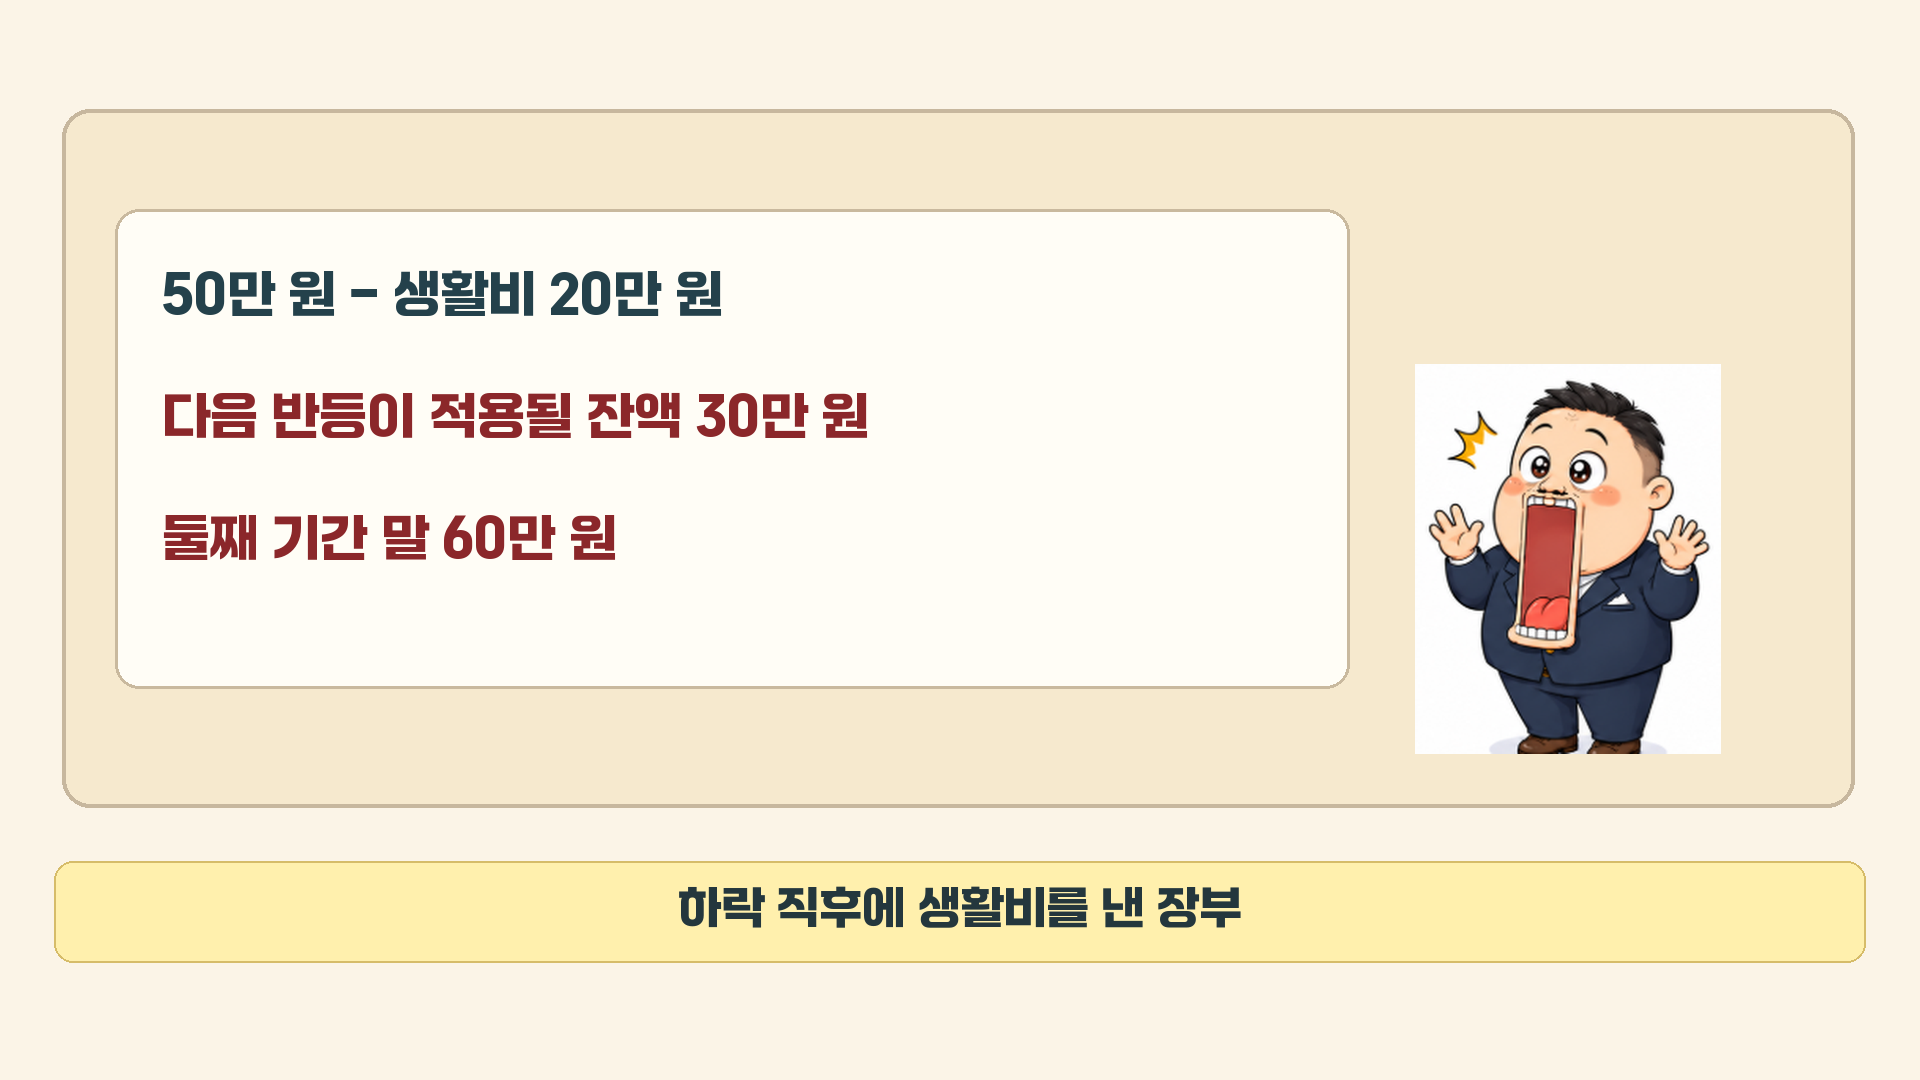 50만 원 – 생활비 20만 원
다음 반등이 적용될 잔액 30만 원
둘째 기간 말 60만 원
하락 직후에 생활비를 낸 장부